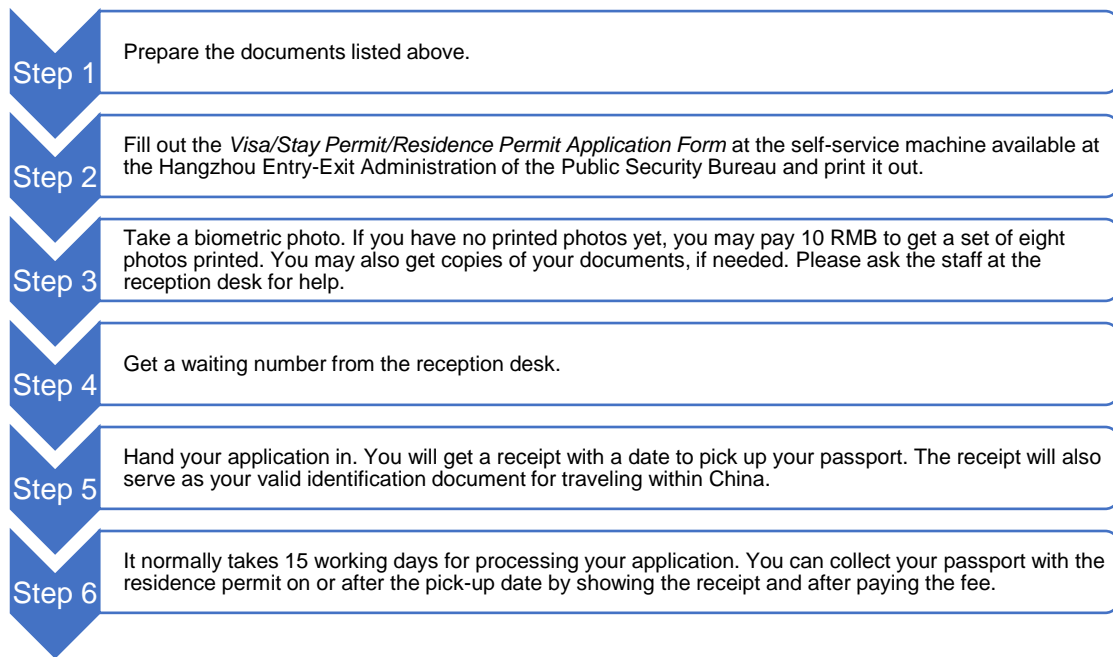 Step 1
Prepare the documents listed above.
Step 2
Fill out the Visa/Stay Permit/Residence Permit Application Form at the self-service machine available at
the Hangzhou Entry-Exit Administration of the Public Security Bureau and print it out.
Step 3
Take a biometric photo. If you have no printed photos yet, you may pay 10 RMB to get a set of eight
photos printed. You may also get copies of your documents, if needed. Please ask the staff at the
reception desk for help.
Step 4
Get a waiting number from the reception desk.
Step 5
Hand your application in. You will get a receipt with a date to pick up your passport. The receipt will also
serve as your valid identification document for traveling within China.
Step 6
It normally takes 15 working days for processing your application. You can collect your passport with the
residence permit on or after the pick-up date by showing the receipt and after paying the fee.